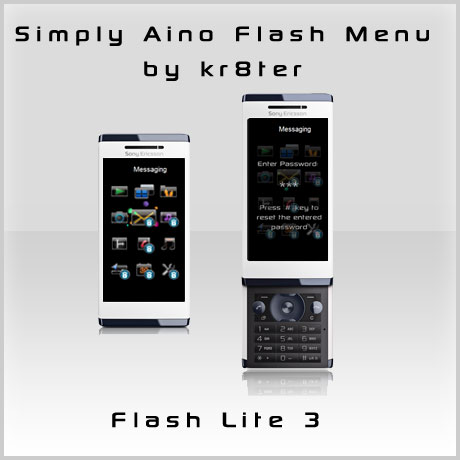 Simply Aino Flash Menu
by kr8ter
Sony Ericsson
Messaging
Sony Ericsson
Messaging
Enter Password:
***
Press # key to
reset the entered
password
Flash Lite 3